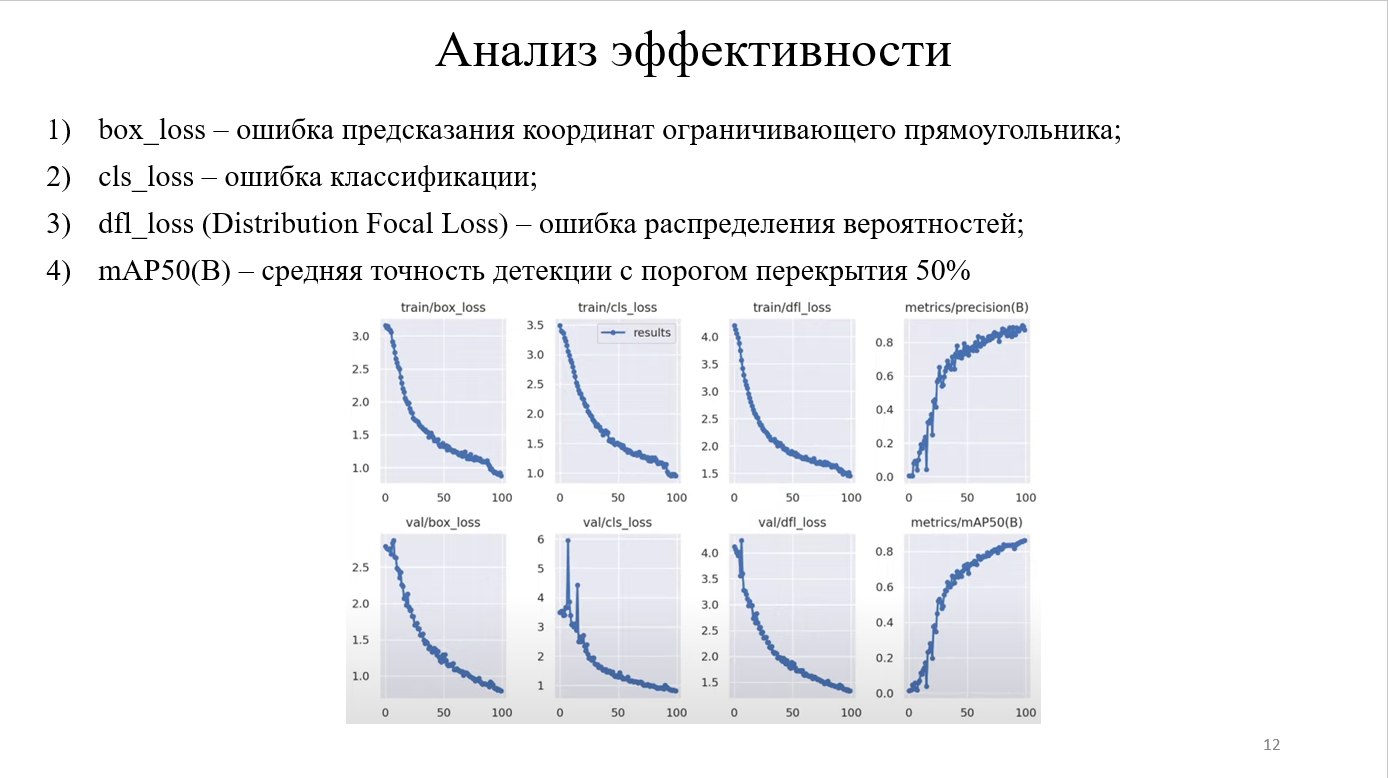 Анализ эффективности
1) box_loss – ошибка предсказания координат ограничивающего прямоугольника;
2) cls_loss – ошибка классификации;
3) dfl_loss (Distribution Focal Loss) – ошибка распределения вероятностей;
4) mAP50(B) – средняя точность детекции с порогом перекрытия 50%
train/box_loss
3.0
2.5
2.0
1.5
1.0
0 50 100
train/cls_loss
results
3.5
3.0
2.5
2.0
1.5
1.0
0 50 100
train/dfl_loss
4.0
3.5
3.0
2.5
2.0
1.5
0 50 100
metrics/precision(B)
0.8
0.6
0.4
0.2
0.0
0 50 100
val/box_loss
2.5
2.0
1.5
1.0
0 50 100
val/cls_loss
6
5
4
3
2
1
0 50 100
val/dfl_loss
4.0
3.5
3.0
2.5
2.0
1.5
0 50 100
metrics/mAP50(B)
0.8
0.6
0.4
0.2
0.0
0 50 100
12